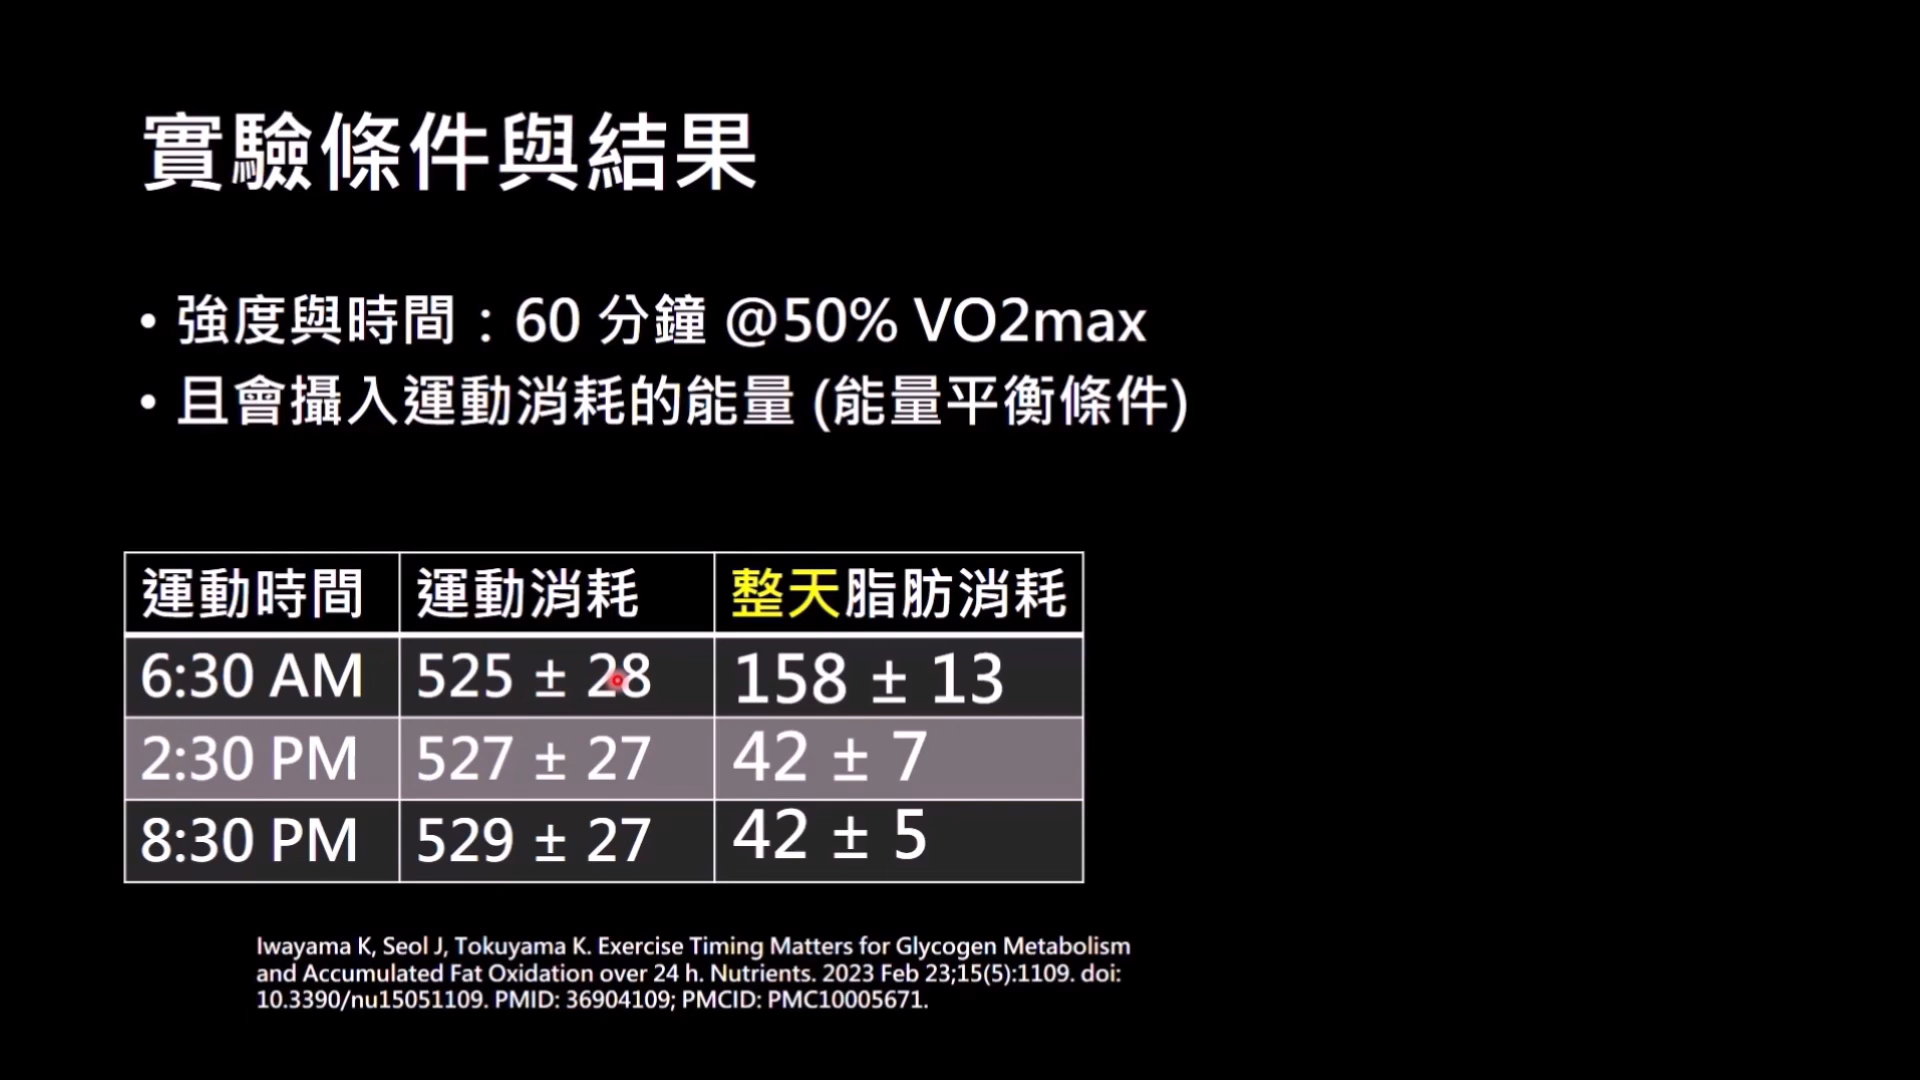 實驗條件與結果
• 強度與時間：60 分鐘 @50% VO2max
• 且會攝入運動消耗的能量 (能量平衡條件)
運動時間 運動消耗 整天脂肪消耗
6:30 AM 525 ± 28 158 ± 13
2:30 PM 527 ± 27 42 ± 7
8:30 PM 529 ± 27 42 ± 5
Iwayama K, Seol J, Tokuyama K. Exercise Timing Matters for Glycogen Metabolism
and Accumulated Fat Oxidation over 24 h. Nutrients. 2023 Feb 23;15(5):1109. doi:
10.3390/nu15051109. PMID: 36904109; PMCID: PMC10005671.